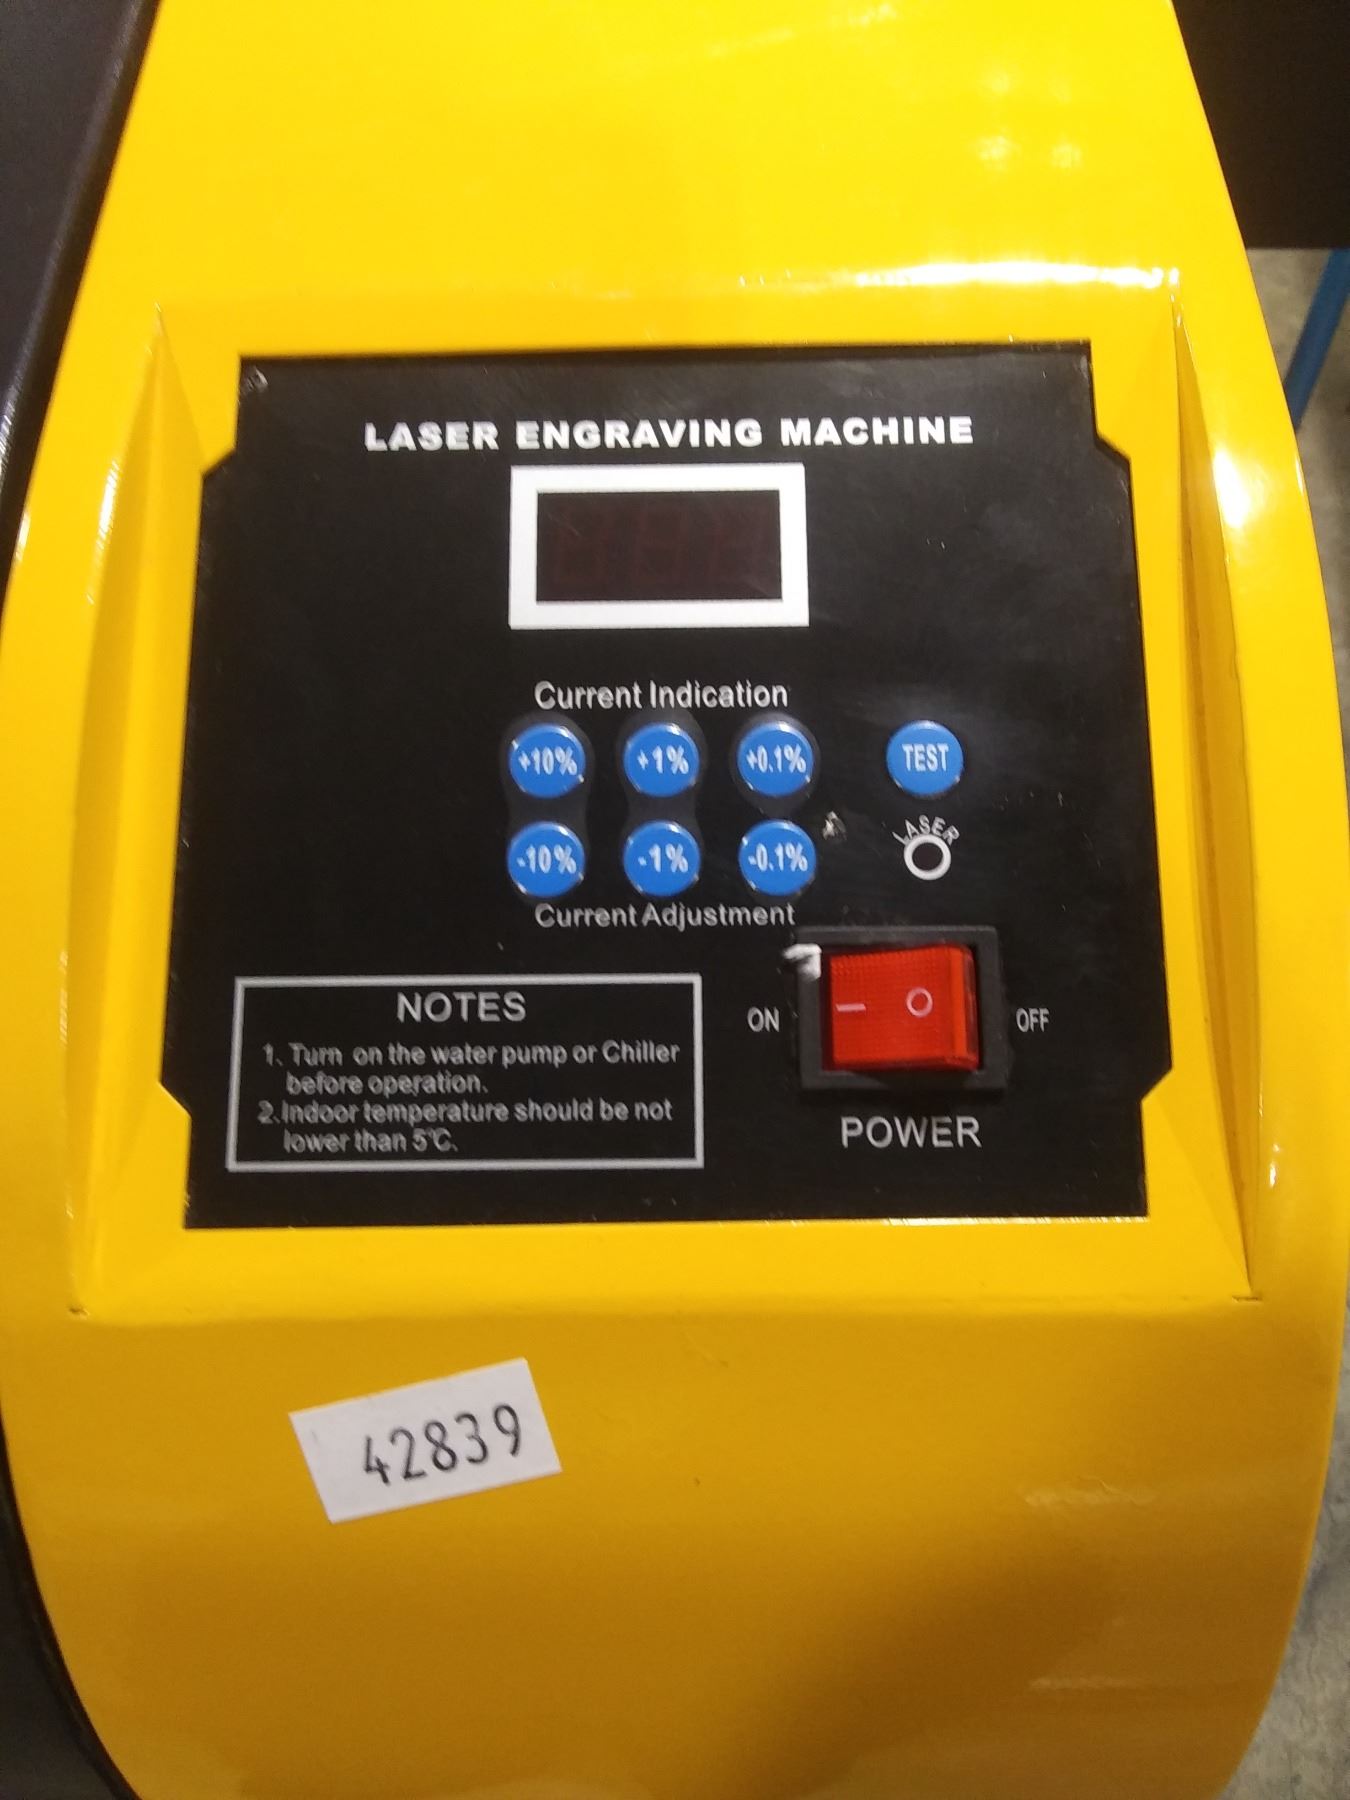 LASER ENGRAVING MACHINE
Current Indication
+10% +1% +0.1% TEST
LASER
-10% -1% -0.1%
Current Adjustment
NOTES
1. Turn on the water pump or Chiller
before operation.
2.Indoor temperature should be not
lower than 5℃.
ON OFF
POWER
42839